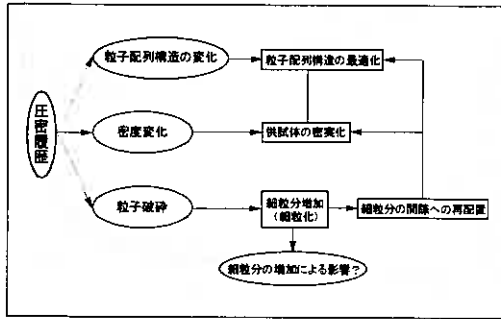 粒子配列構造の変化
粒子配列構造の最適化
圧密履歴
密度変化
供試体の密実化
粒子破砕
細粒分増加
(細粒化)
細粒分の間隙への再配置
細粒分の増加による影響?